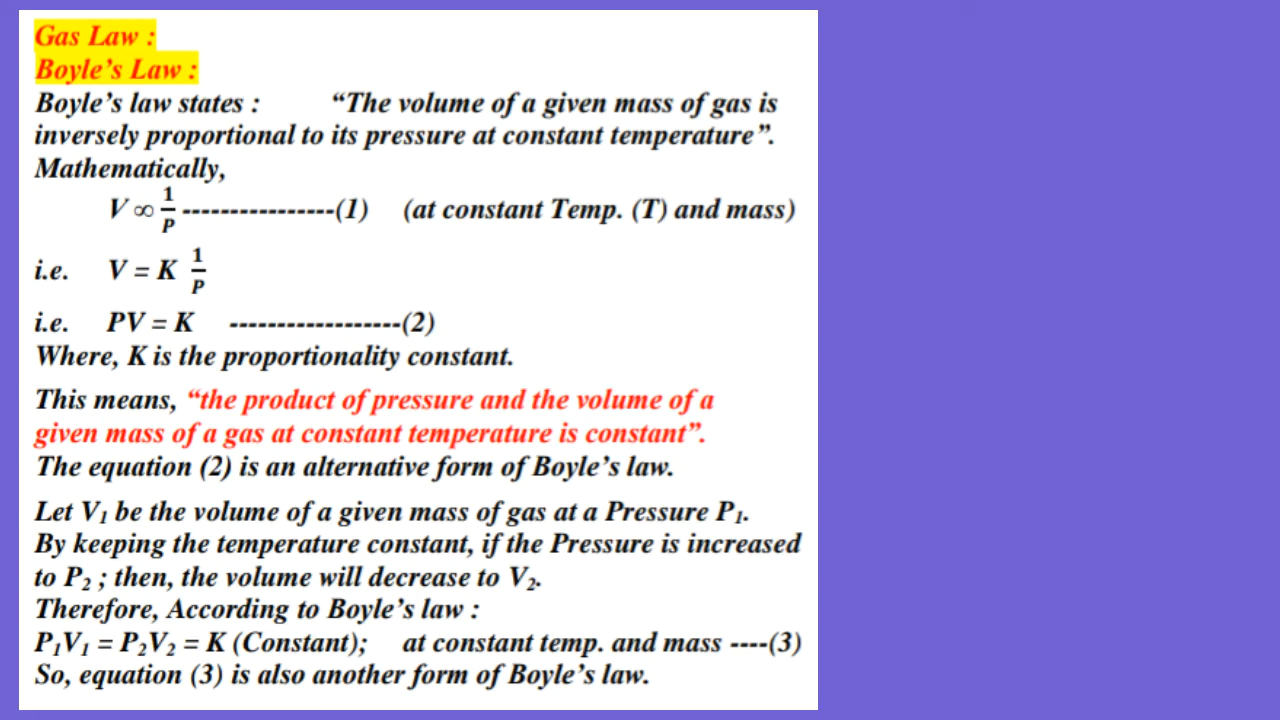 Gas Law :
Boyle's Law :
Boyle's law states : “The volume of a given mass of gas is
inversely proportional to its pressure at constant temperature”.
Mathematically,
V ∞ 1/P -----------------(1) (at constant Temp. (T) and mass)
i.e. V = K 1/P
i.e. PV = K -------------------(2)
Where, K is the proportionality constant.
This means, “the product of pressure and the volume of a
given mass of a gas at constant temperature is constant”.
The equation (2) is an alternative form of Boyle's law.
Let V₁ be the volume of a given mass of gas at a Pressure P₁.
By keeping the temperature constant, if the Pressure is increased
to P₂ ; then, the volume will decrease to V₂.
Therefore, According to Boyle's law :
P₁V₁ = P₂V₂ = K (Constant); at constant temp. and mass ----(3)
So, equation (3) is also another form of Boyle's law.